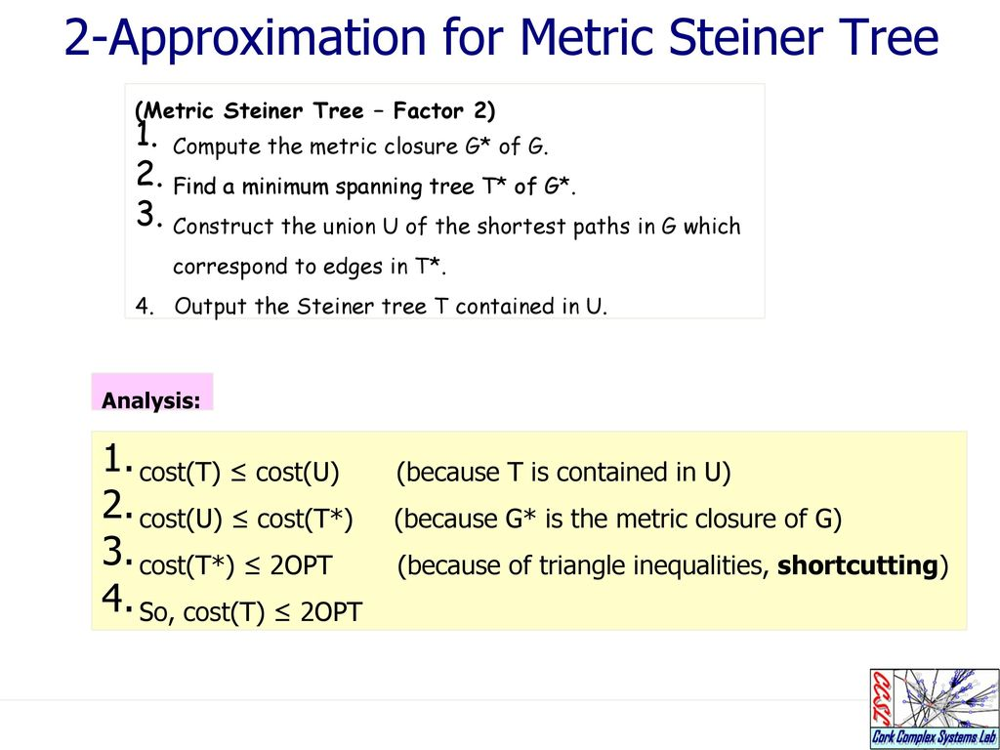 2-Approximation for Metric Steiner Tree
(Metric Steiner Tree – Factor 2)
1. Compute the metric closure G* of G.
2. Find a minimum spanning tree T* of G*.
3. Construct the union U of the shortest paths in G which
correspond to edges in T*.
4. Output the Steiner tree T contained in U.
Analysis:
1. cost(T) ≤ cost(U) (because T is contained in U)
2. cost(U) ≤ cost(T*) (because G* is the metric closure of G)
3. cost(T*) ≤ 2OPT (because of triangle inequalities, shortcutting)
4. So, cost(T) ≤ 2OPT
CCSL
Cork Complex Systems Lab